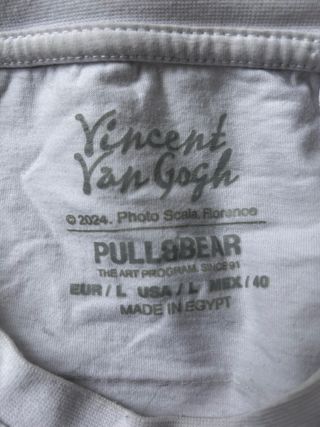 Vincent
Van Gogh
© 2024. Photo Scala, Florence
PULL&BEAR
THE ART PROGRAM, SINCE 91
EUR / L USA / L MEX / 40
MADE IN EGYPT